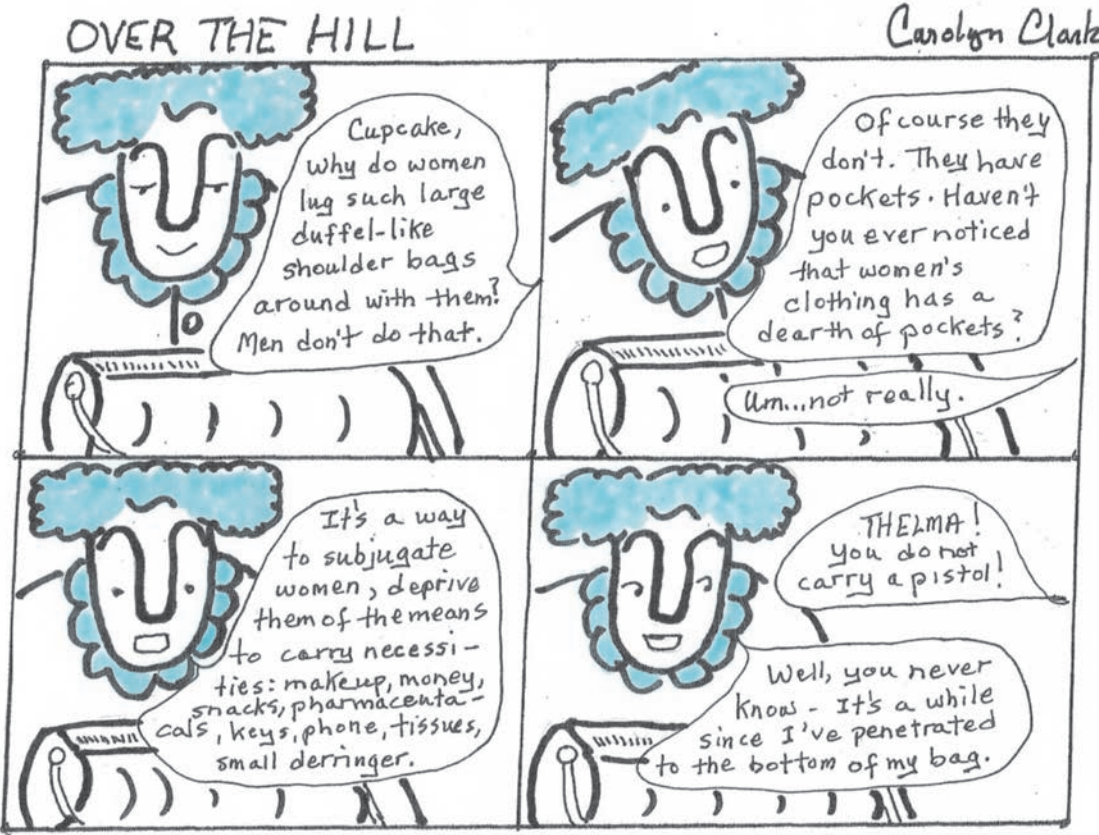 OVER THE HILL
Carolyn Clark
Cupcake,
why do women
lug such large
duffel-like
shoulder bags
around with them?
Men don't do that.
Of course they
don't. They have
pockets. Haven't
you ever noticed
that women's
clothing has a
dearth of pockets?
Um...not really.
It's a way
to subjugate
women, deprive
them of the means
to carry necessi-
ties: makeup, money,
snacks, pharmaceuta-
cals, keys, phone, tissues,
small derringer.
THELMA!
you do not
carry a pistol!
Well, you never
know - It's a while
since I've penetrated
to the bottom of my bag.